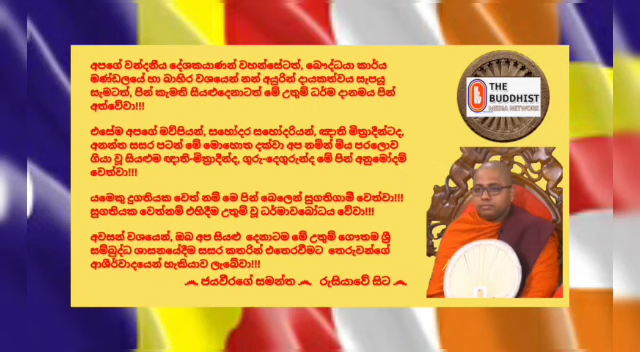 අපගේ වන්දනීය දේශකයාණන් වහන්සේටත්, බෞද්ධයා කාර්ය
මණ්ඩලයේ හා බාහිර වශයෙන් නන් අයුරින් දායකත්වය සැපයූ
සැමටත්, පින් කැමති සියළුදෙනාටත් මේ උතුම් ධර්ම දානමය පින්
අත්වේවා!!!
එසේම අපගේ මව්පියන්, සහෝදර සහෝදරියන්, ඤාති මිත්‍රාදීන්ටද,
අනන්ත සසර පටන් මේ මොහොත දක්වා අප නමින් මිය පරලොව
ගියා වූ සියළුම ඥාති-මිත්‍රාදීන්ද, ගුරු-දෙගුරුන්ද මේ පින් අනුමෝදම්
වෙත්වා!!!
යමෙකු දුගතියක වෙත් නම් මෙ පින් බෙලෙන් සුගතිගාමී වෙත්වා!!!
සුගතියක වෙත්නම් එහිදීම උතුම් වූ ධර්මාවබෝධය වේවා!!!
අවසන් වශයෙන්, ඔබ අප සියළු දෙනාටම මේ උතුම් ගෞතම ශ්‍රී
සම්බුද්ධ ශාසනයේදීම සසර කතරින් එතෙරවීමට තෙරුවන්ගේ
ආශිර්වාදයෙන් හැකියාව ලැබේවා!!!
ජයවීරගේ සමන්ත රුසියාවේ සිට
THE
BUDDHIST
MEDIA NETWORK